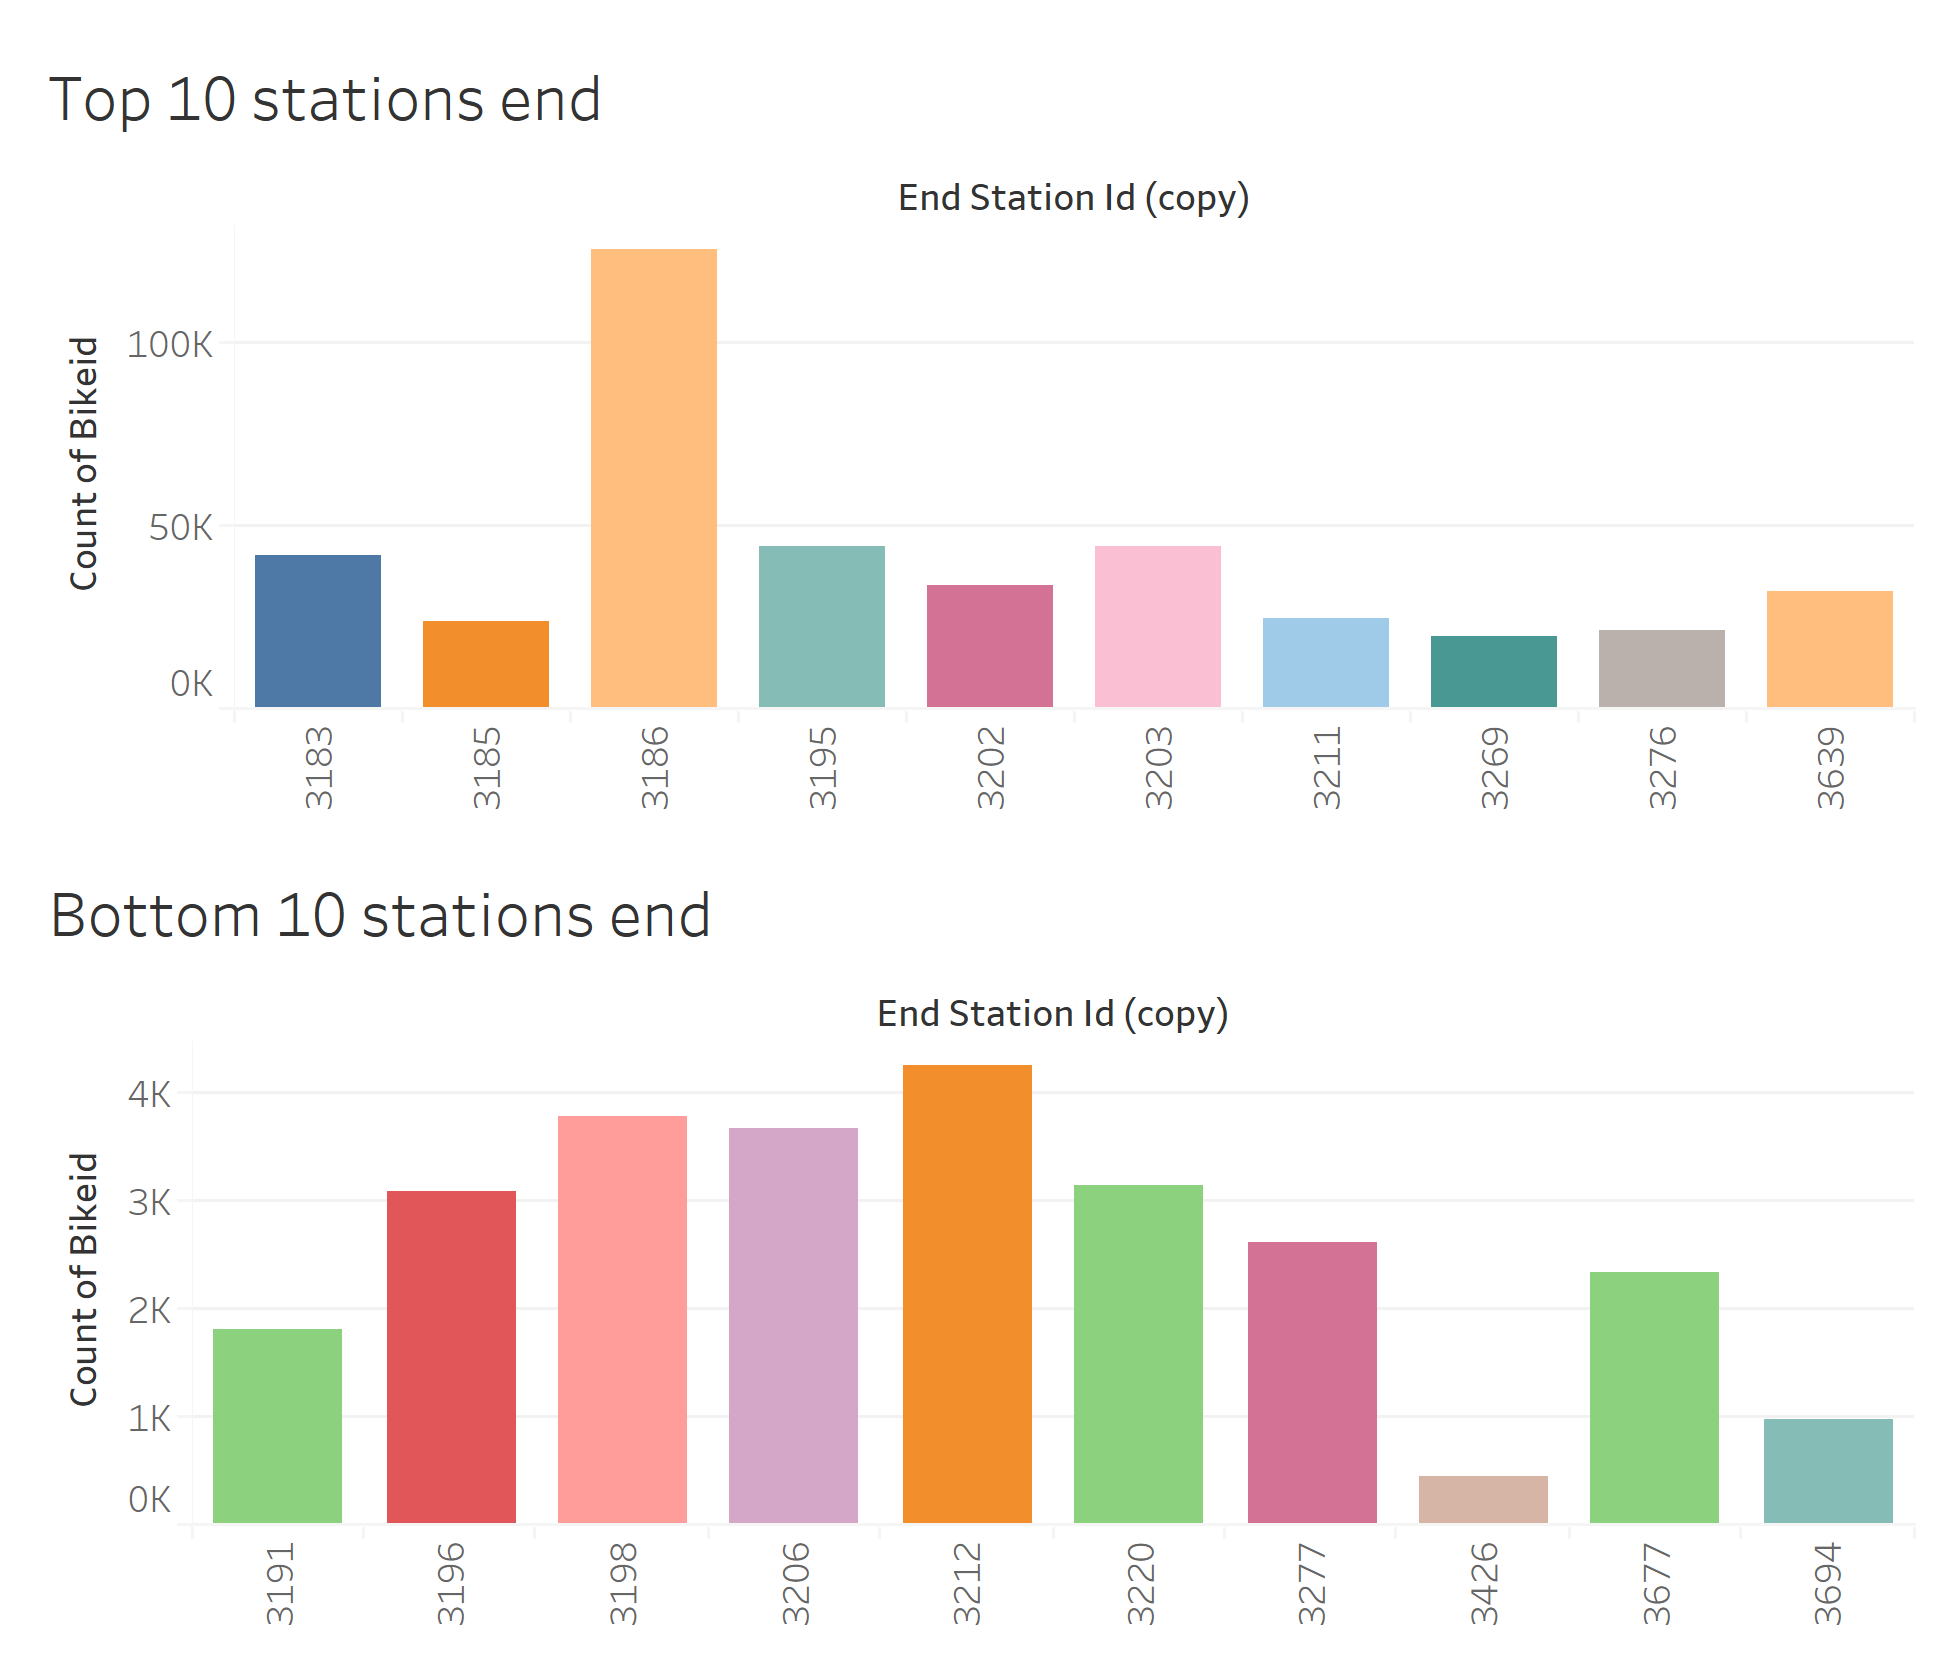 Top 10 stations end
End Station Id (copy)
Count of Bikeid
100K
50K
0K
3183 3185 3186 3195 3202 3203 3211 3269 3276 3639
Bottom 10 stations end
End Station Id (copy)
Count of Bikeid
4K
3K
2K
1K
0K
3191 3196 3198 3206 3212 3220 3277 3426 3677 3694